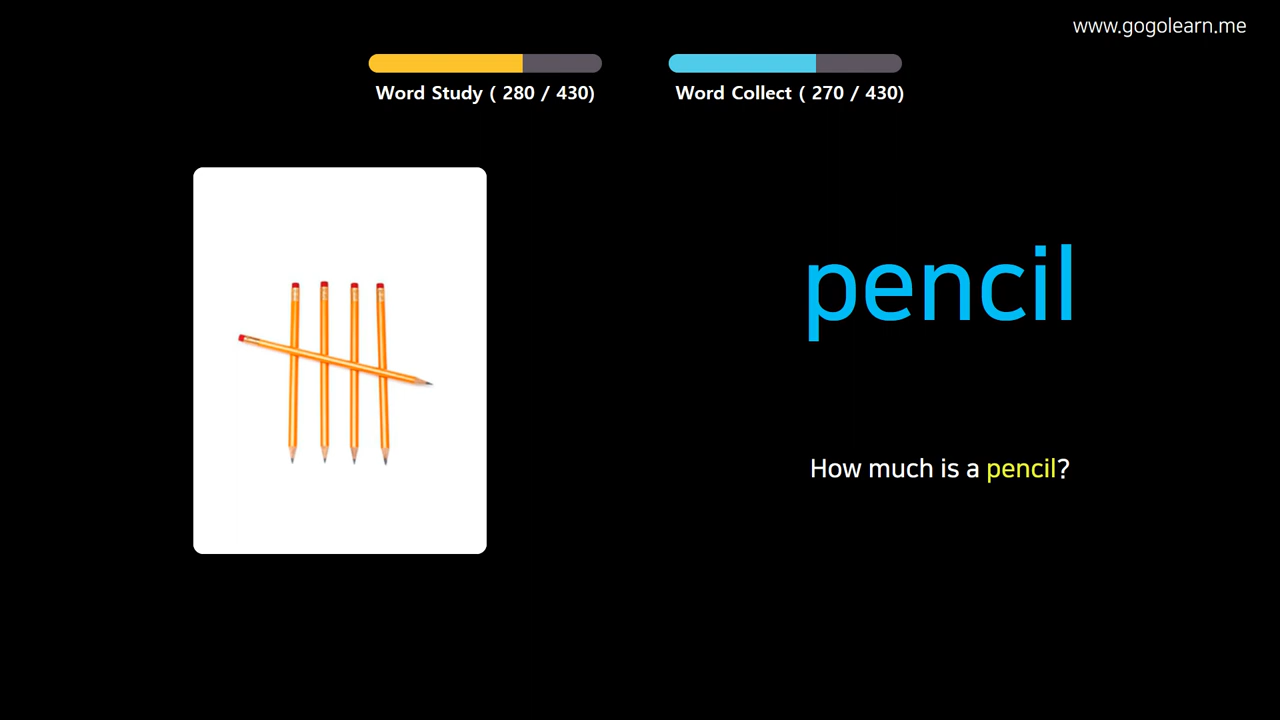 www.gogolearn.me
Word Study ( 280 / 430)
Word Collect ( 270 / 430)
pencil
How much is a pencil?